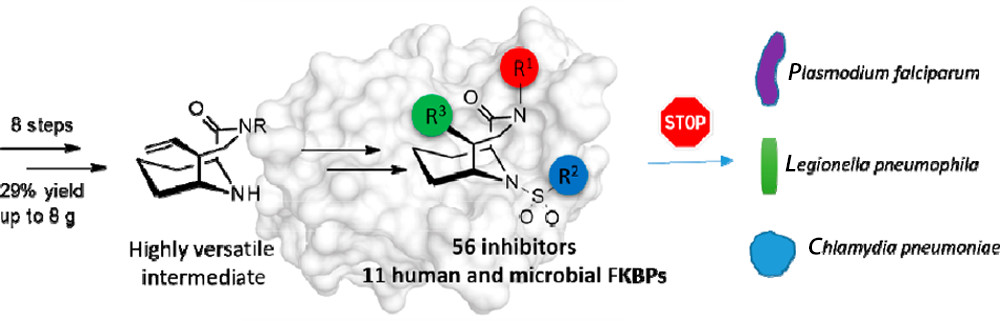 8 steps
29% yield
up to 8 g
O
NR
NH
Highly versatile
intermediate
R¹
R³
O
N
N
R²
S
O O
56 inhibitors
11 human and microbial FKBPs
STOP
Plasmodium falciparum
Legionella pneumophila
Chlamydia pneumoniae